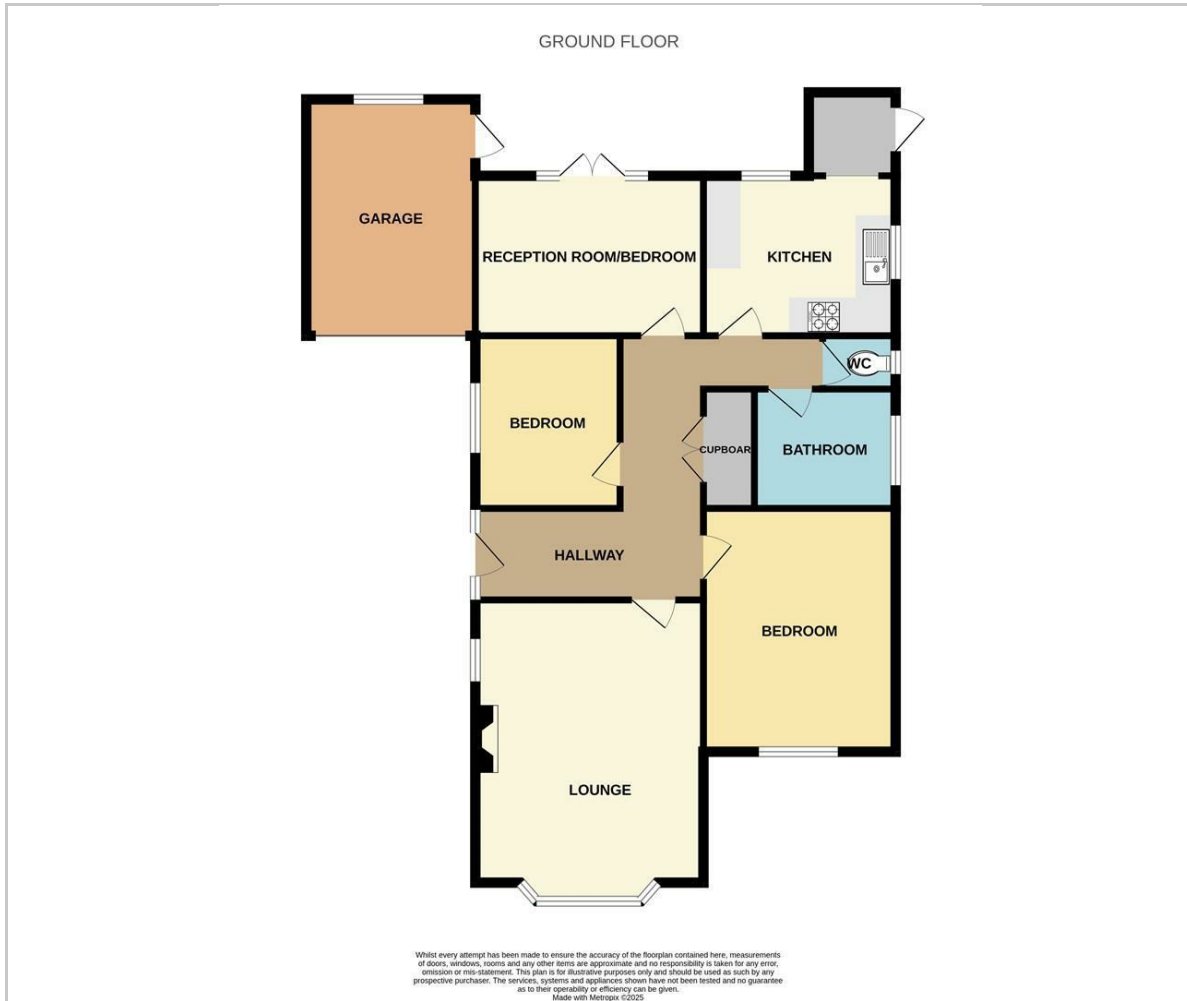 GROUND FLOOR
GARAGE
RECEPTION ROOM/BEDROOM
KITCHEN
WC
BEDROOM
CUPBOAR
BATHROOM
HALLWAY
BEDROOM
LOUNGE
Whilst every attempt has been made to ensure the accuracy of the floorplan contained here, measurements
of doors, windows, rooms and any other items are approximate and no responsibility is taken for any error,
omission or mis-statement. This plan is for illustrative purposes only and should be used as such by any
prospective purchaser. The services, systems and appliances shown have not been tested and no guarantee
as to their operability or efficiency can be given.
Made with Metropix ©2025